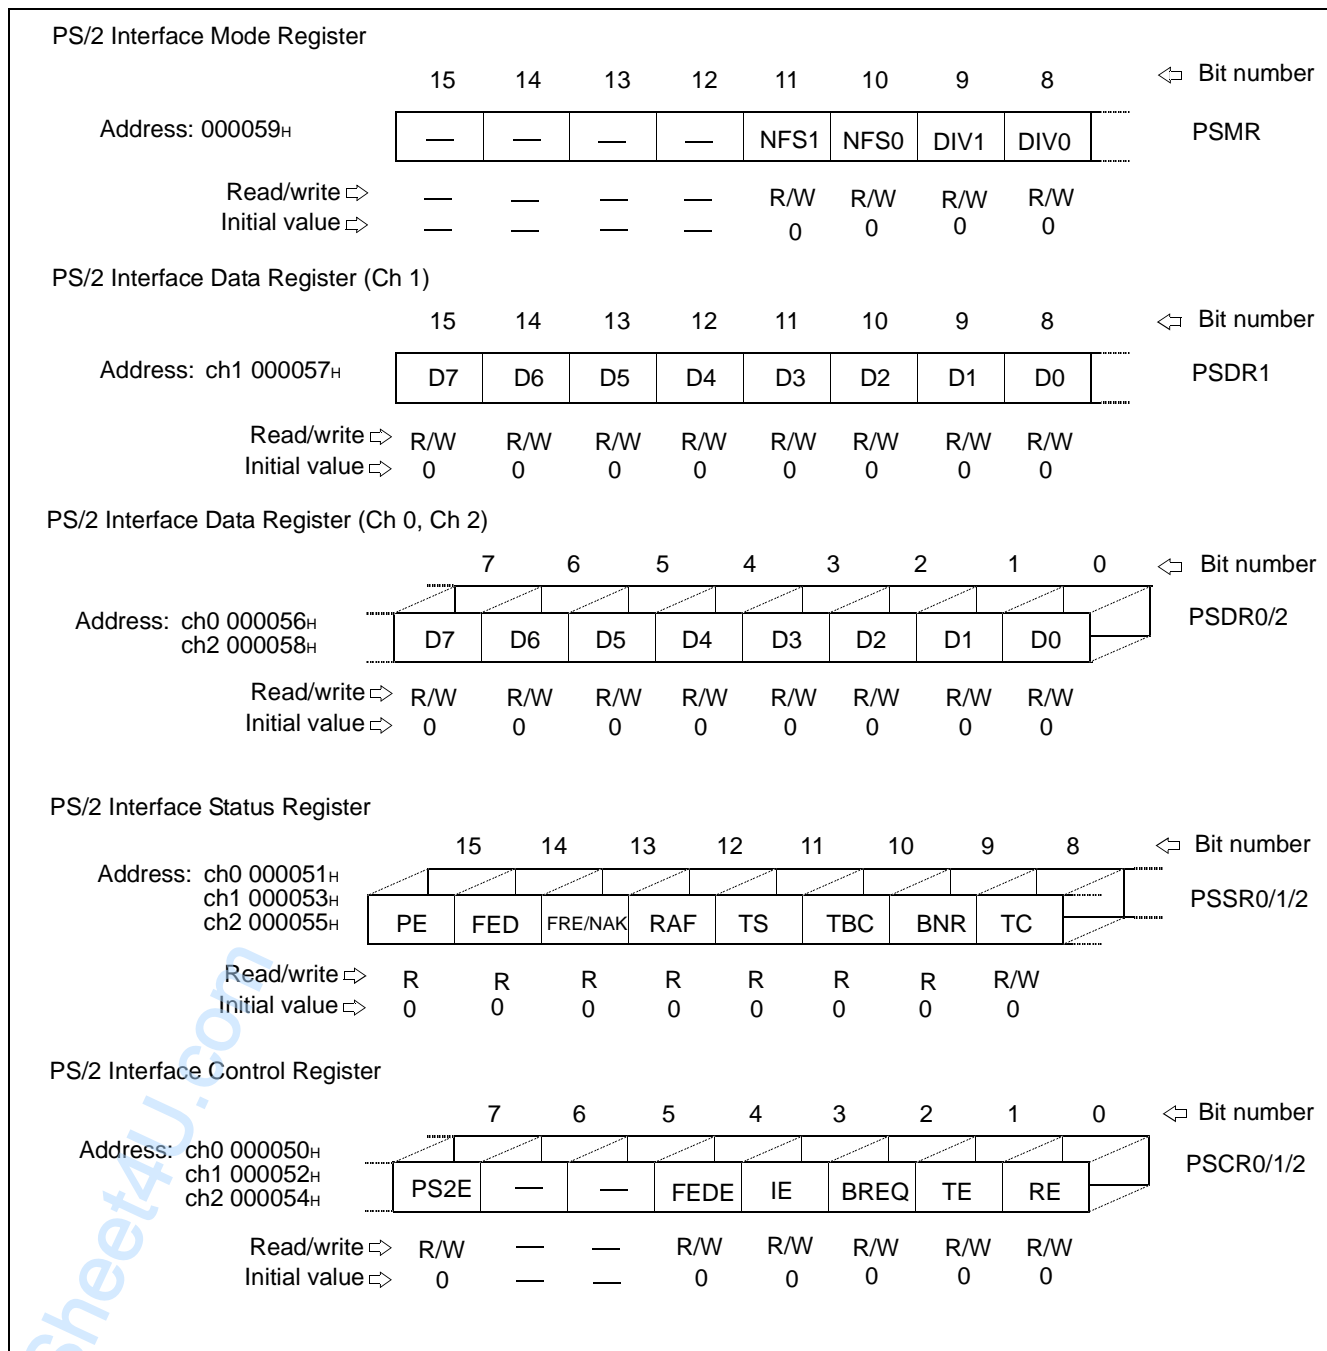 PS/2 Interface Mode Register
15 14 13 12 11 10 9 8 ⇦ Bit number
Address: 000059H — — — — NFS1 NFS0 DIV1 DIV0 PSMR
Read/write ⇨ — — — — R/W R/W R/W R/W
Initial value ⇨ — — — — 0 0 0 0
PS/2 Interface Data Register (Ch 1)
15 14 13 12 11 10 9 8 ⇦ Bit number
Address: ch1 000057H D7 D6 D5 D4 D3 D2 D1 D0 PSDR1
Read/write ⇨ R/W R/W R/W R/W R/W R/W R/W R/W
Initial value ⇨ 0 0 0 0 0 0 0 0
PS/2 Interface Data Register (Ch 0, Ch 2)
7 6 5 4 3 2 1 0 ⇦ Bit number
Address: ch0 000056H PSDR0/2
ch2 000058H D7 D6 D5 D4 D3 D2 D1 D0
Read/write ⇨ R/W R/W R/W R/W R/W R/W R/W R/W
Initial value ⇨ 0 0 0 0 0 0 0 0
PS/2 Interface Status Register
15 14 13 12 11 10 9 8 ⇦ Bit number
Address: ch0 000051H
ch1 000053H PSSR0/1/2
ch2 000055H PE FED FRE/NAK RAF TS TBC BNR TC
Read/write ⇨ R R R R R R R R/W
Initial value ⇨ 0 0 0 0 0 0 0 0
PS/2 Interface Control Register
7 6 5 4 3 2 1 0 ⇦ Bit number
Address: ch0 000050H
ch1 000052H PSCR0/1/2
ch2 000054H PS2E — — FEDE IE BREQ TE RE
Read/write ⇨ R/W — — R/W R/W R/W R/W R/W
Initial value ⇨ 0 — — 0 0 0 0 0
Sheet4U.com